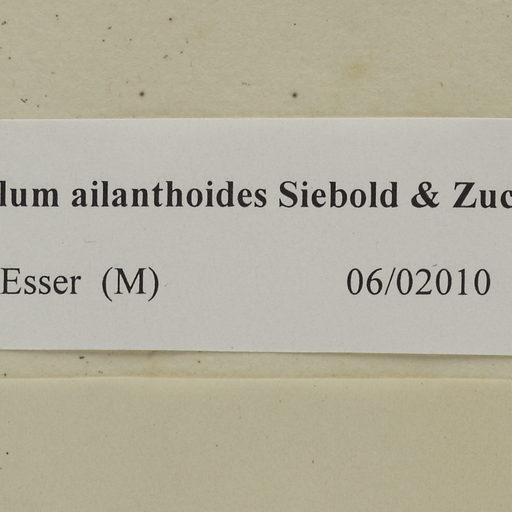 lum ailanthoides Siebold & Zuc
Esser (M) 06/02010